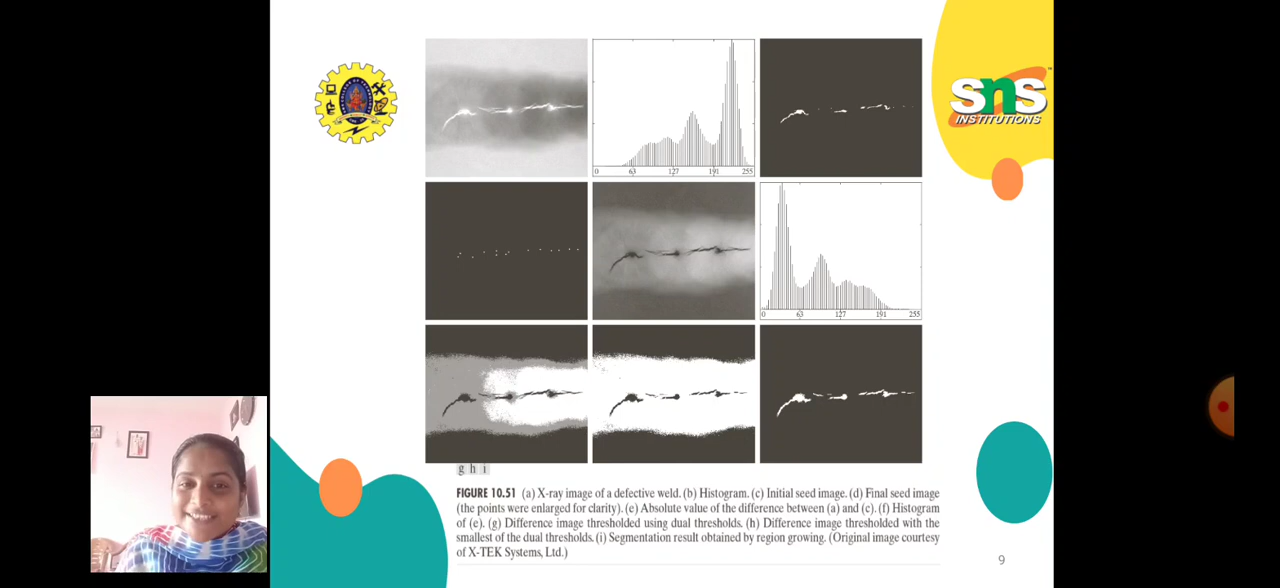 sns
INSTITUTIONS
0 63 127 191 255
0 63 127 191 255
g h i
FIGURE 10.51 (a) X-ray image of a defective weld. (b) Histogram. (c) Initial seed image. (d) Final seed image
(the points were enlarged for clarity). (e) Absolute value of the difference between (a) and (c). (f) Histogram
of (e). (g) Difference image thresholded using dual thresholds. (h) Difference image thresholded with the
smallest of the dual thresholds. (i) Segmentation result obtained by region growing. (Original image courtesy
of X-TEK Systems, Ltd.)
9